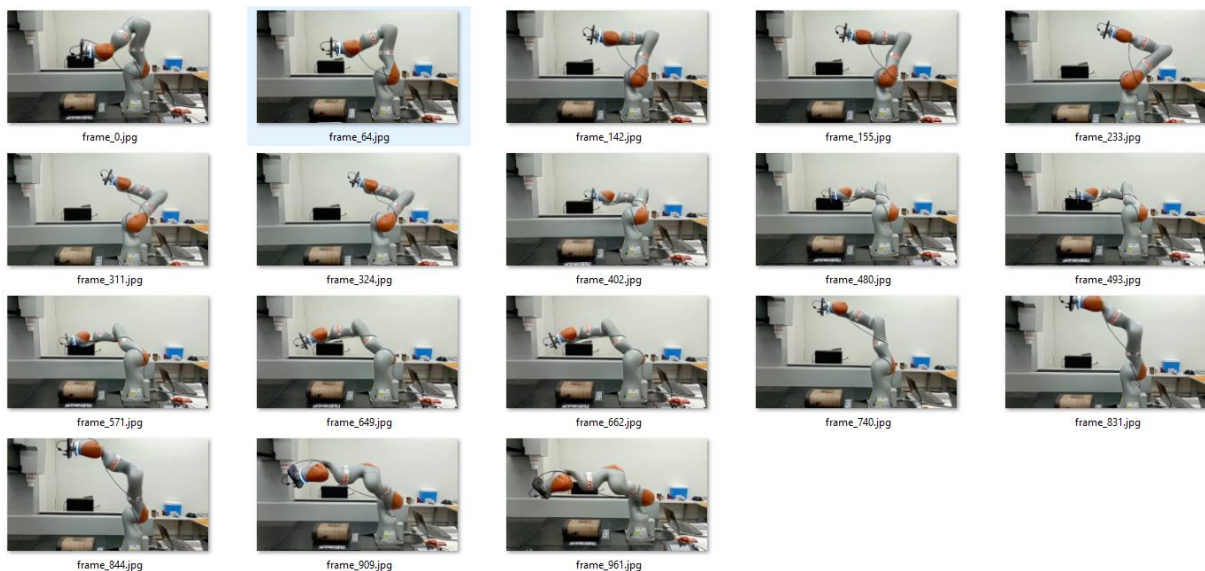 frame_0.jpg
frame_64.jpg
frame_142.jpg
frame_155.jpg
frame_233.jpg
frame_311.jpg
frame_324.jpg
frame_402.jpg
frame_480.jpg
frame_493.jpg
frame_571.jpg
frame_649.jpg
frame_662.jpg
frame_740.jpg
frame_831.jpg
frame_844.jpg
frame_909.jpg
frame_961.jpg